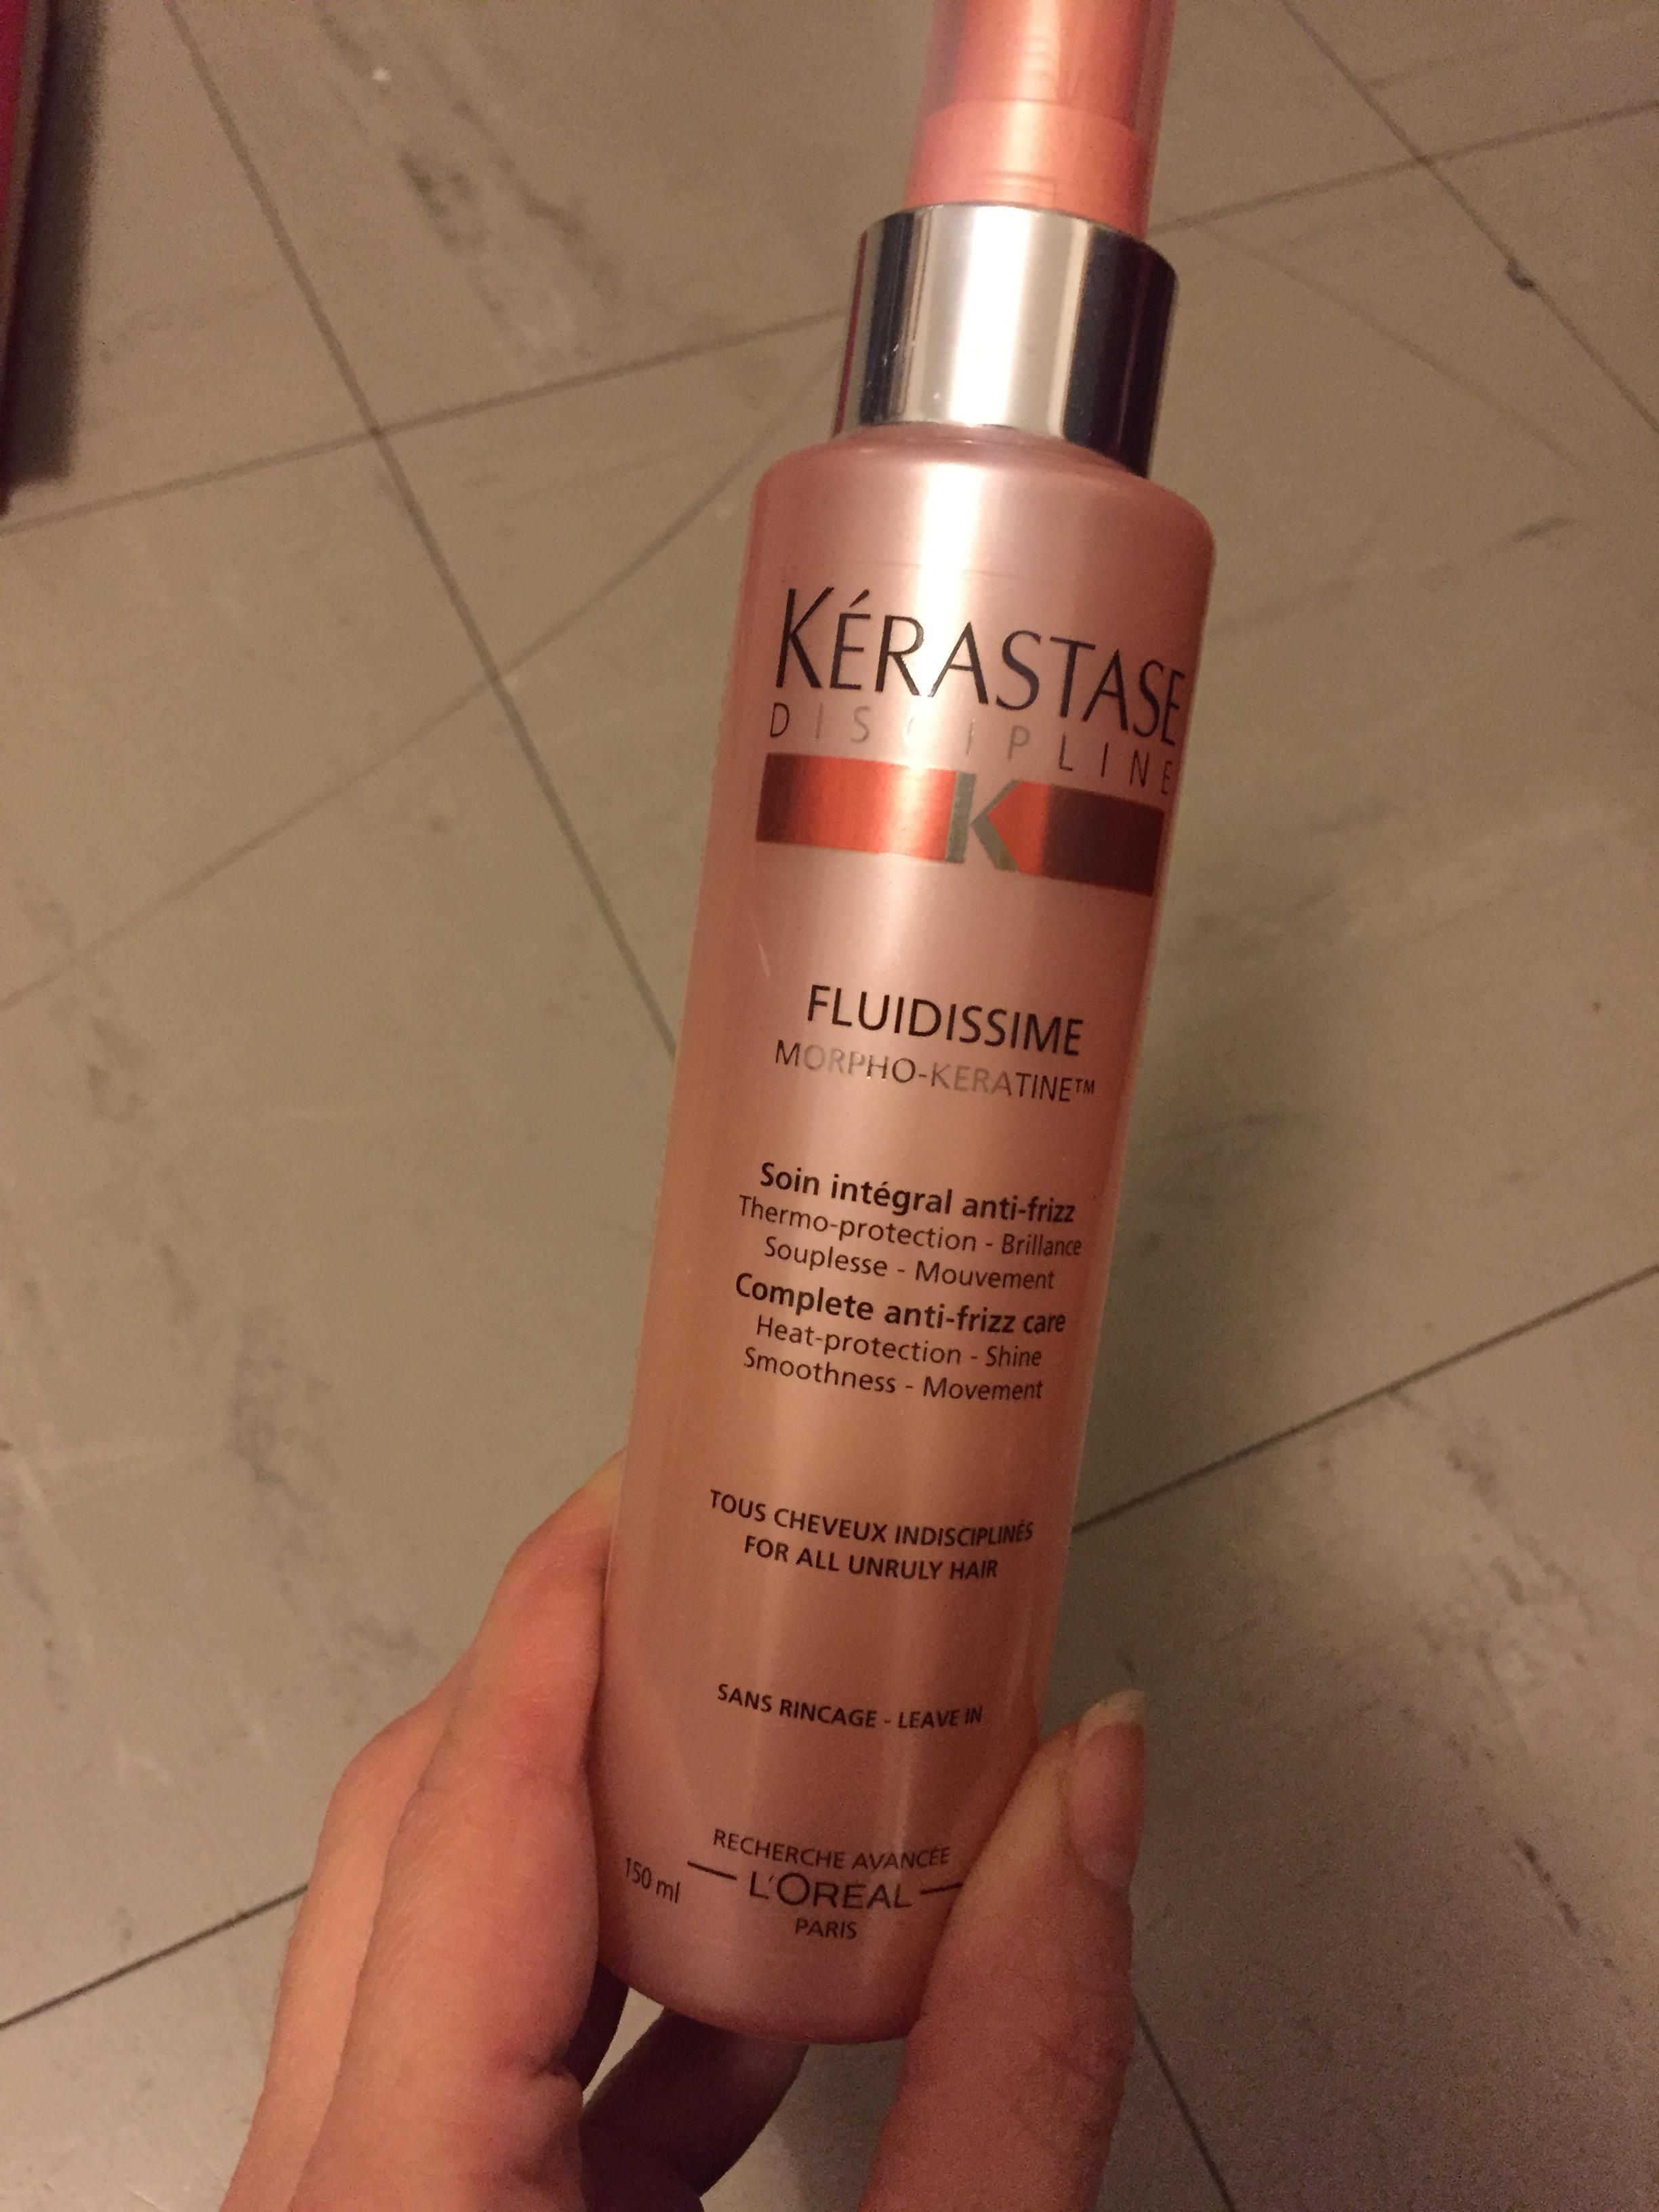 KÉRASTASE
DISCIPLINE
K
FLUIDISSIME
MORPHO-KERATINE™
Soin intégral anti-frizz
Thermo-protection - Brillance
Souplesse - Mouvement
Complete anti-frizz care
Heat-protection - Shine
Smoothness - Movement
TOUS CHEVEUX INDISCIPLINÉS
FOR ALL UNRULY HAIR
SANS RINCAGE - LEAVE IN
RECHERCHE AVANCÉE
150 ml
L'ORÉAL
PARIS